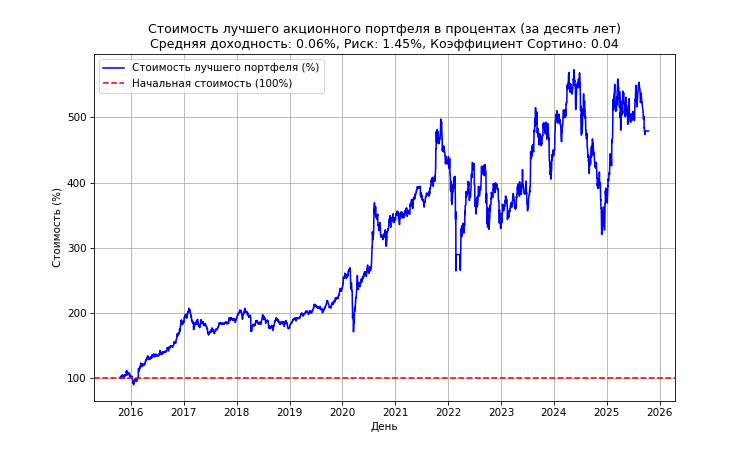 Стоимость лучшего акционного портфеля в процентах (за десять лет)
Средняя доходность: 0.06%, Риск: 1.45%, Коэффициент Сортино: 0.04
Стоимость лучшего портфеля (%)
Начальная стоимость (100%)
Стоимость (%)
500
400
300
200
100
2016 2017 2018 2019 2020 2021 2022 2023 2024 2025 2026
День